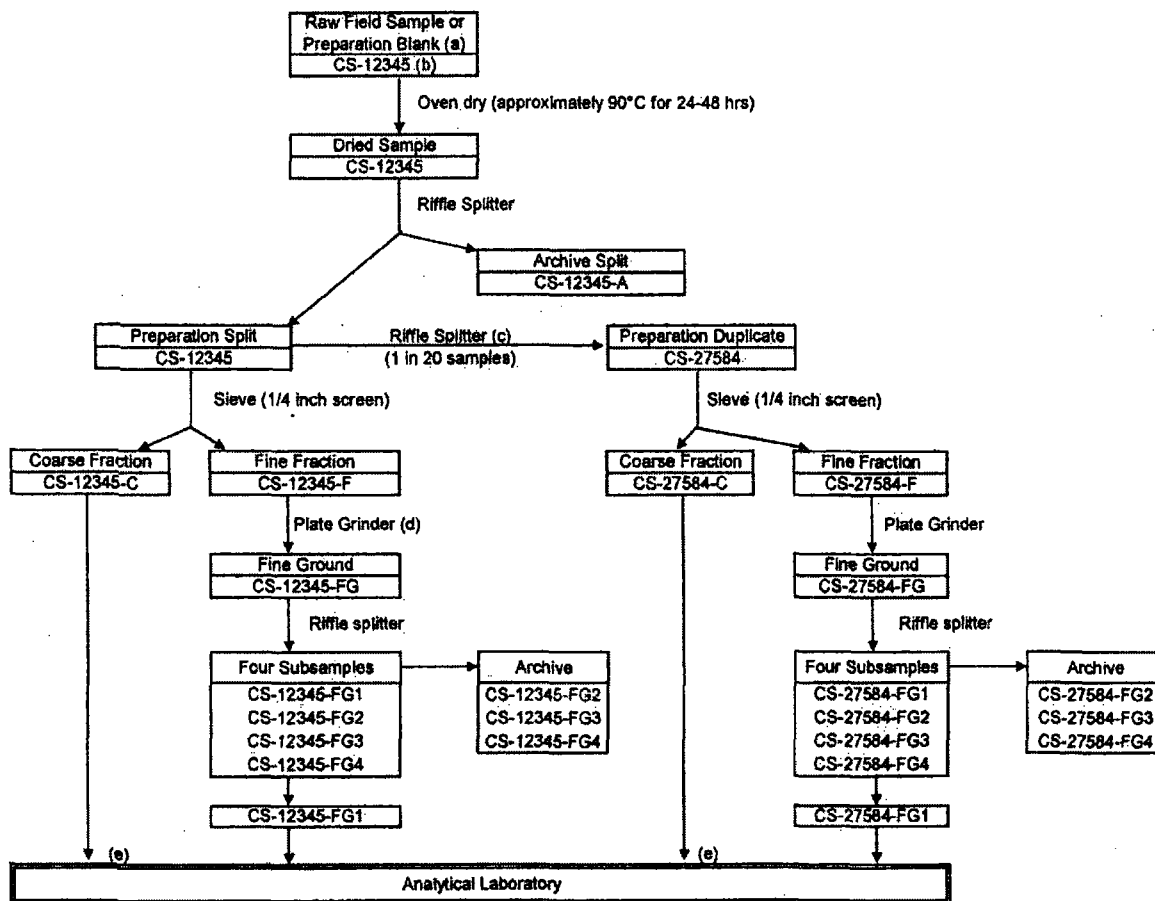 Raw Field Sample or
Preparation Blank (a)
CS-12345 (b)
Oven dry (approximately 90°C for 24-48 hrs)
Dried Sample
CS-12345
Riffle Splitter
Archive Split
CS-12345-A
Preparation Split
CS-12345
Riffle Splitter (c)
(1 in 20 samples)
Preparation Duplicate
CS-27584
Sieve (1/4 inch screen)
Sieve (1/4 inch screen)
Coarse Fraction
CS-12345-C
Fine Fraction
CS-12345-F
Coarse Fraction
CS-27584-C
Fine Fraction
CS-27584-F
Plate Grinder (d)
Plate Grinder
Fine Ground
CS-12345-FG
Fine Ground
CS-27584-FG
Riffle splitter
Riffle splitter
Four Subsamples
CS-12345-FG1
CS-12345-FG2
CS-12345-FG3
CS-12345-FG4
Archive
CS-12345-FG2
CS-12345-FG3
CS-12345-FG4
Four Subsamples
CS-27584-FG1
CS-27584-FG2
CS-27584-FG3
CS-27584-FG4
Archive
CS-27584-FG2
CS-27584-FG3
CS-27584-FG4
CS-12345-FG1
CS-27584-FG1
(e)
(e)
Analytical Laboratory